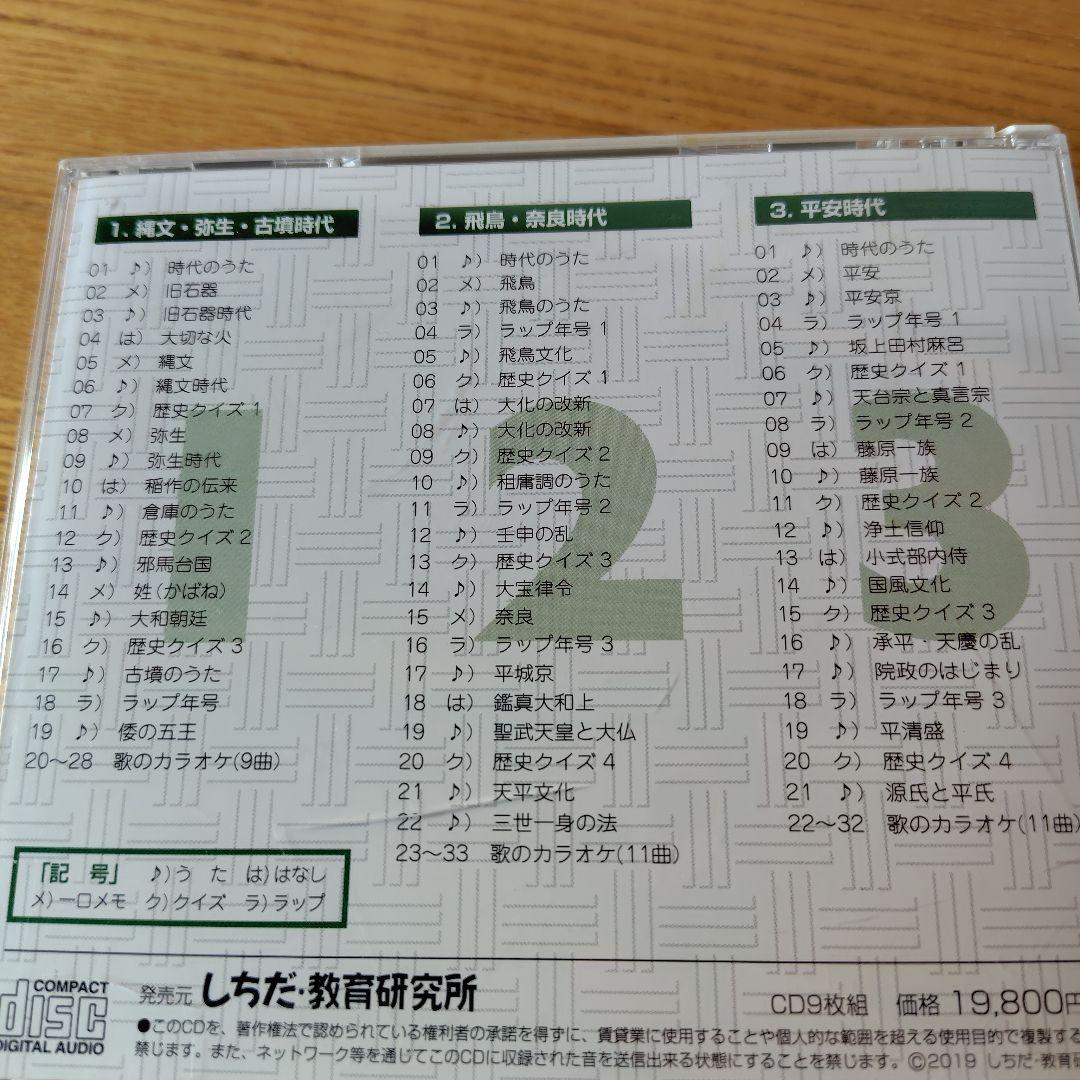 1. 縄文・弥生・古墳時代
01 ♪) 時代のうた
02 メ) 旧石器
03 ♪) 旧石器時代
04 は) 大切な火
05 メ) 縄文
06 ♪) 縄文時代
07 ク) 歴史クイズ 1
08 メ) 弥生
09 ♪) 弥生時代
10 は) 稲作の伝来
11 ♪) 倉庫のうた
12 ク) 歴史クイズ 2
13 ♪) 邪馬台国
14 メ) 姓(かばね)
15 ♪) 大和朝廷
16 ク) 歴史クイズ 3
17 ♪) 古墳のうた
18 ラ) ラップ年号
19 ♪) 倭の五王
20〜28 歌のカラオケ(9曲)
2. 飛鳥・奈良時代
01 ♪) 時代のうた
02 メ) 飛鳥
03 ♪) 飛鳥のうた
04 ラ) ラップ年号 1
05 ♪) 飛鳥文化
06 ク) 歴史クイズ 1
07 は) 大化の改新
08 ♪) 大化の改新
09 ク) 歴史クイズ 2
10 ♪) 租庸調のうた
11 ラ) ラップ年号 2
12 ♪) 壬申の乱
13 ク) 歴史クイズ 3
14 ♪) 大宝律令
15 メ) 奈良
16 ラ) ラップ年号 3
17 ♪) 平城京
18 は) 鑑真大和上
19 ♪) 聖武天皇と大仏
20 ク) 歴史クイズ 4
21 ♪) 天平文化
22 ♪) 三世一身の法
23〜33 歌のカラオケ(11曲)
3. 平安時代
01 ♪) 時代のうた
02 メ) 平安
03 ♪) 平安京
04 ラ) ラップ年号 1
05 ♪) 坂上田村麻呂
06 ク) 歴史クイズ 1
07 ♪) 天台宗と真言宗
08 ラ) ラップ年号 2
09 は) 藤原一族
10 ♪) 藤原一族
11 ク) 歴史クイズ 2
12 ♪) 浄土信仰
13 は) 小式部内侍
14 ♪) 国風文化
15 ク) 歴史クイズ 3
16 ♪) 承平・天慶の乱
17 ♪) 院政のはじまり
18 ラ) ラップ年号 3
19 ♪) 平清盛
20 ク) 歴史クイズ 4
21 ♪) 源氏と平氏
22〜32 歌のカラオケ(11曲)
1
2
3
「記 号」 ♪)う た は)はなし
メ)一口メモ ク)クイズ ラ)ラップ
COMPACT
disc
DIGITAL AUDIO
発売元 しちだ・教育研究所
CD9枚組 価格 19,800円
●このCDを、著作権法で認められている権利者の承諾を得ずに、賃貸業に使用することや個人的な範囲を超える使用目的で複製する
禁じます。また、ネットワーク等を通じてこのCDに収録された音を送信出来る状態にすることを禁じます。©2019 しちだ・教育研